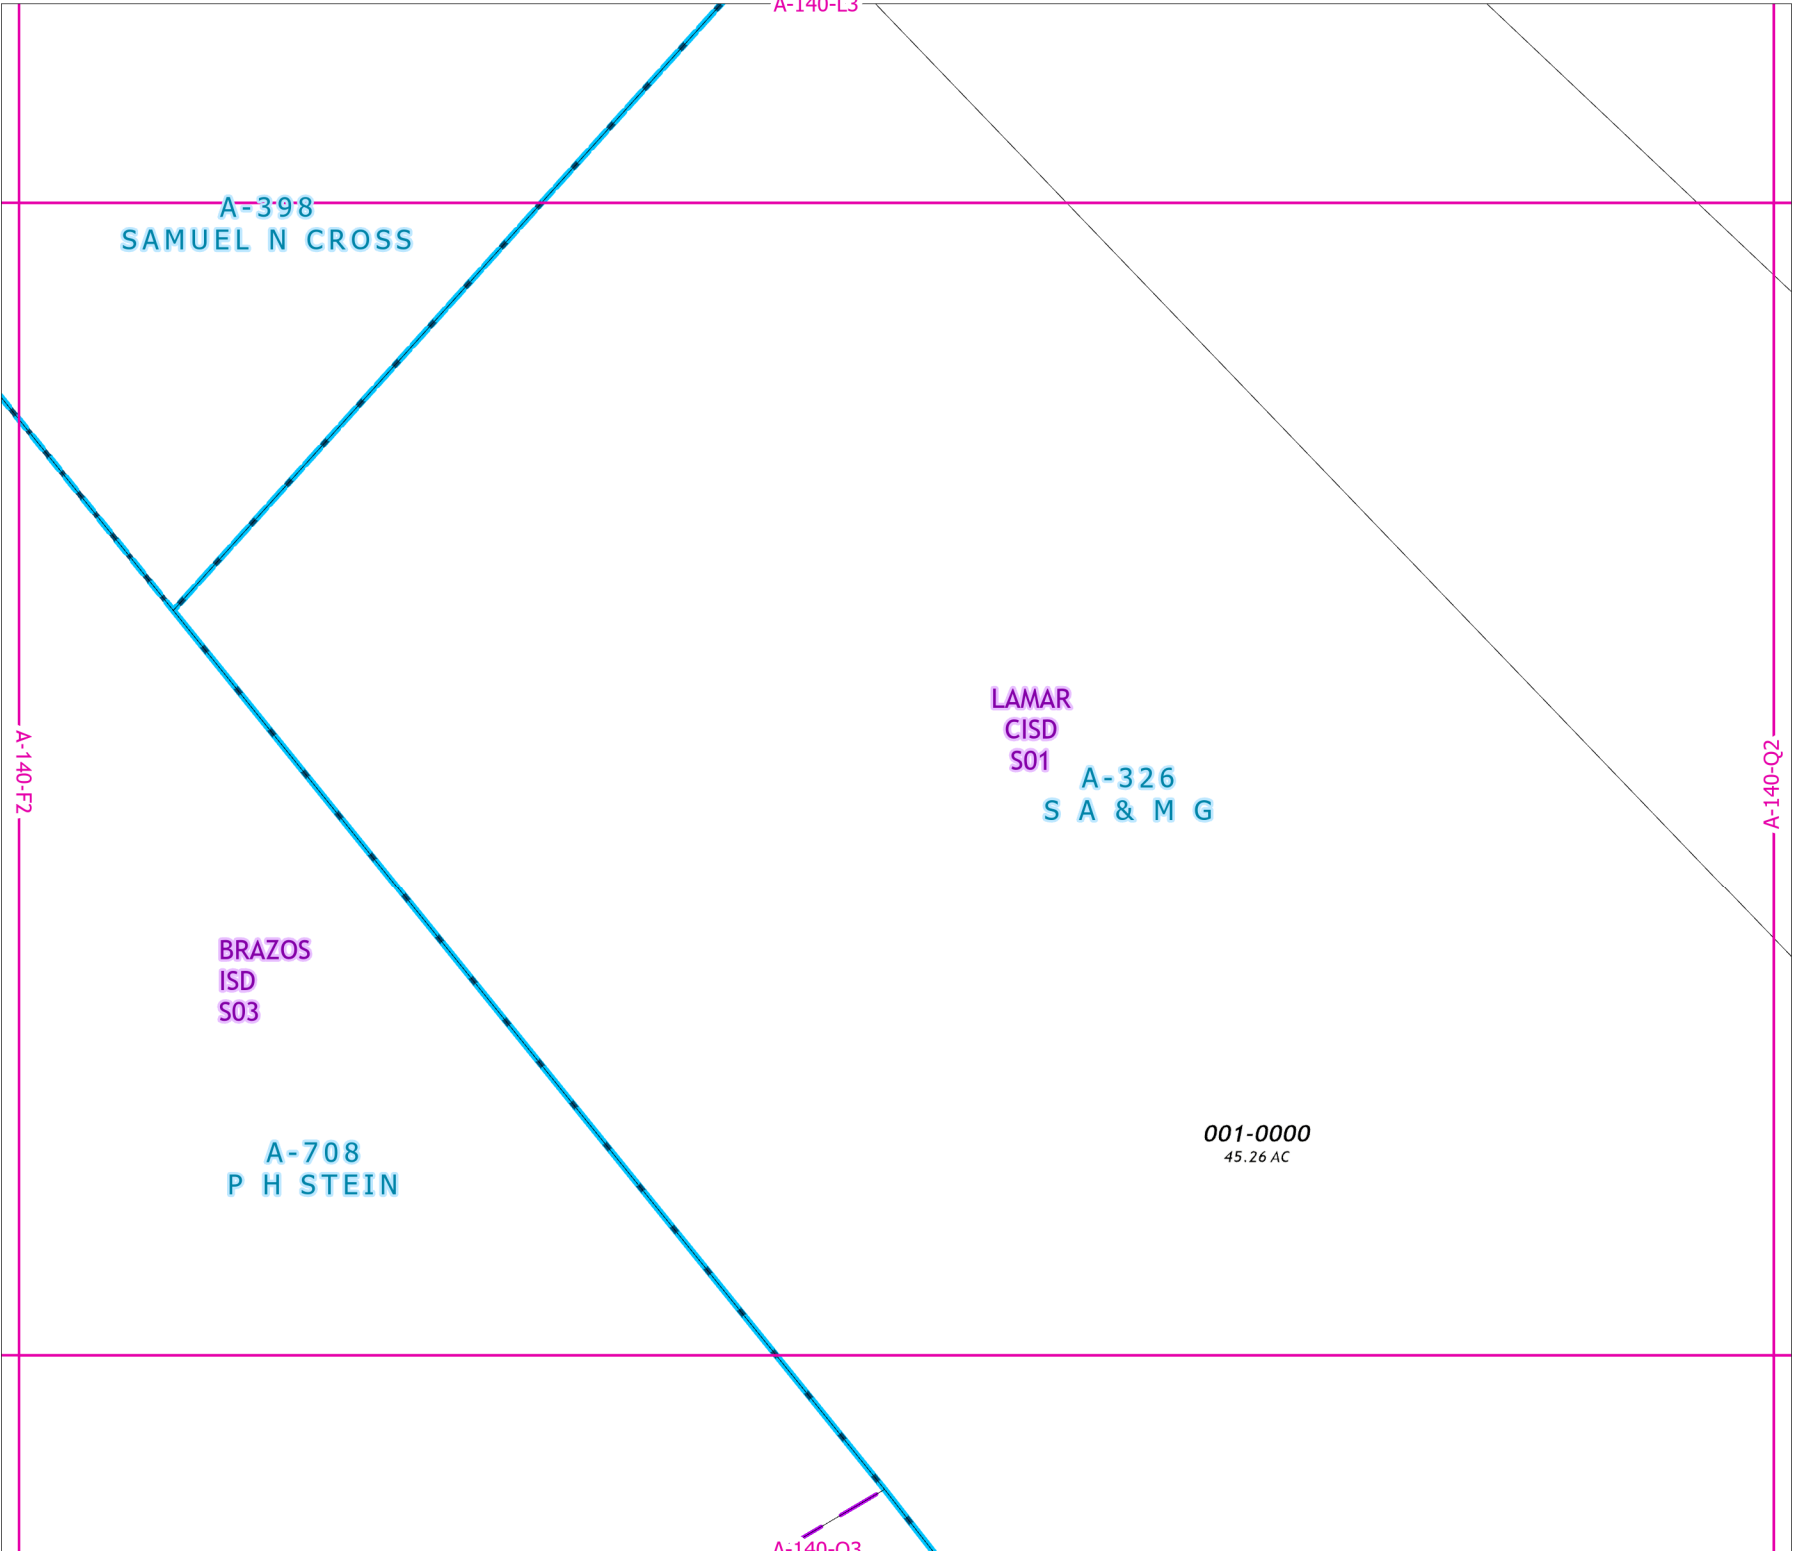 A-140-L3
A-398
SAMUEL N CROSS
LAMAR
CISD
S01
A-326
S A & M G
A-140-F2
A-140-Q2
BRAZOS
ISD
S03
001-0000
45.26 AC
A-708
P H STEIN
A-140-O3